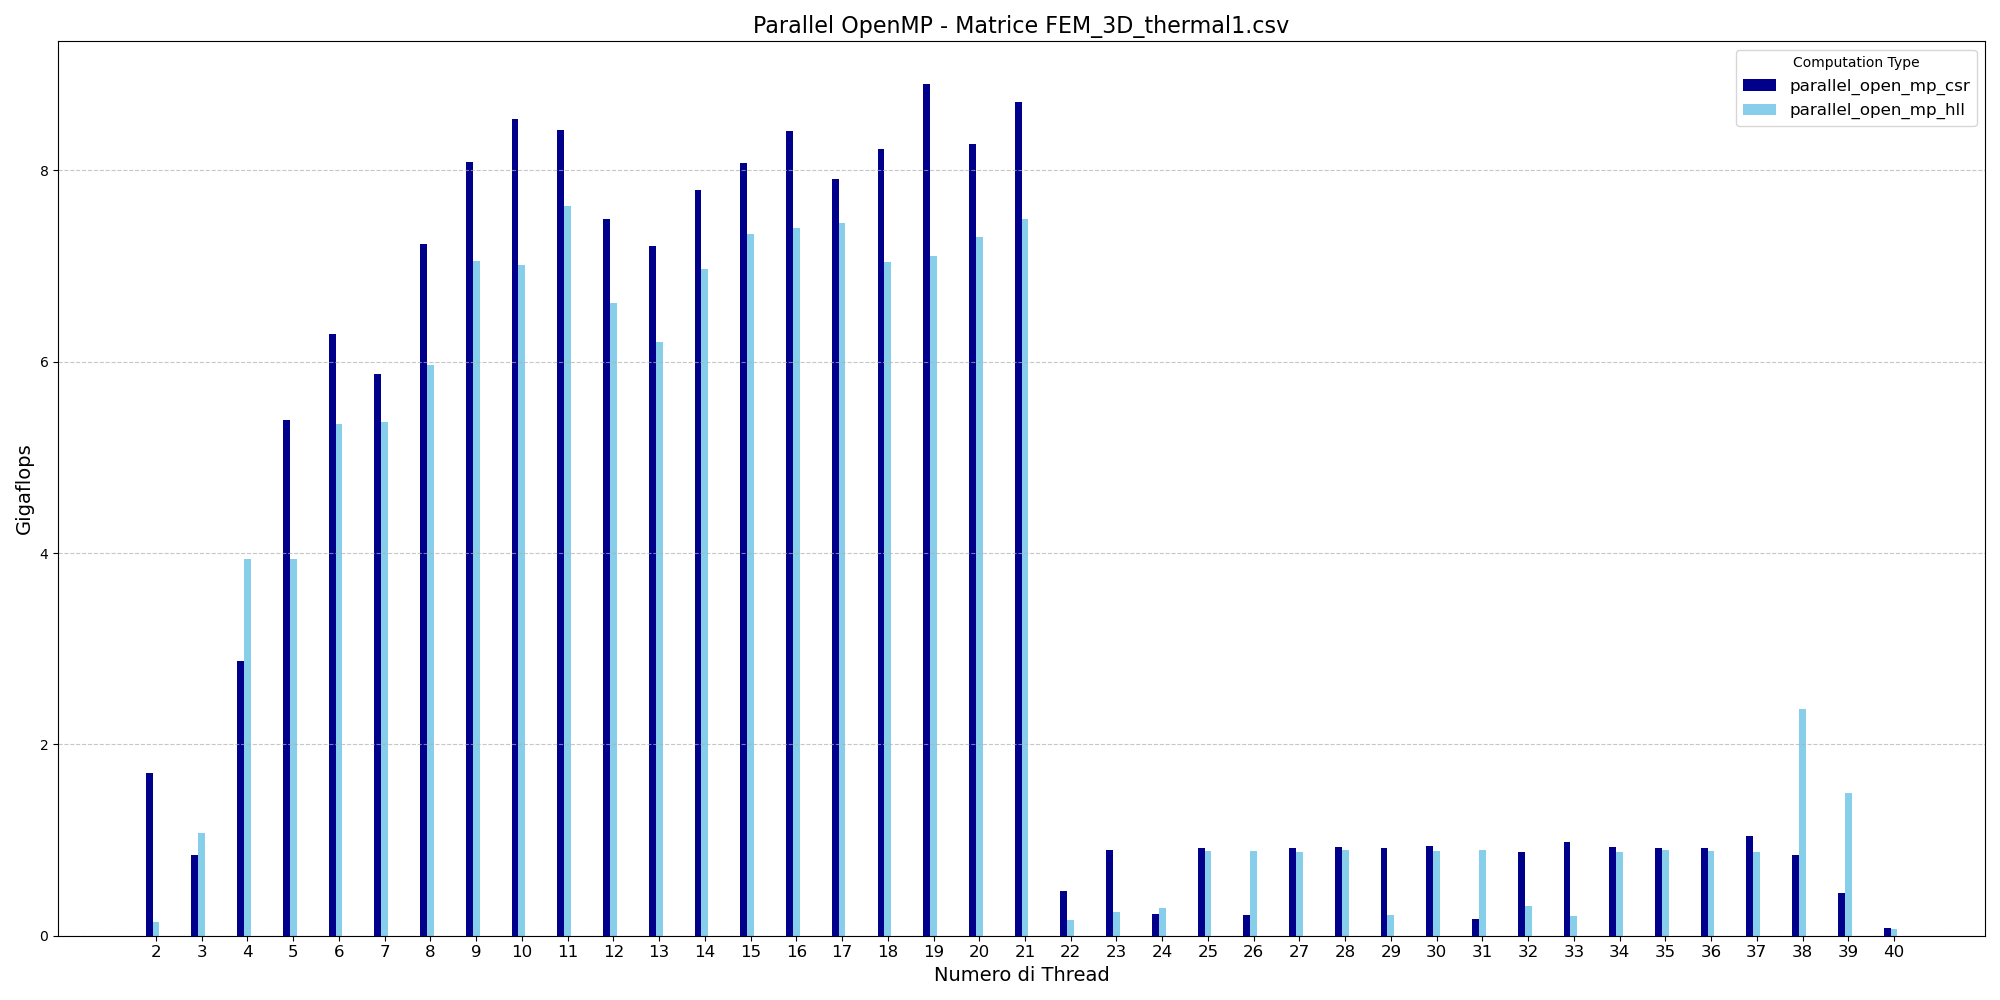 Parallel OpenMP - Matrice FEM_3D_thermal1.csv
Computation Type
parallel_open_mp_csr
parallel_open_mp_hll
Gigaflops
8
6
4
2
0
2 3 4 5 6 7 8 9 10 11 12 13 14 15 16 17 18 19 20 21 22 23 24 25 26 27 28 29 30 31 32 33 34 35 36 37 38 39 40
Numero di Thread